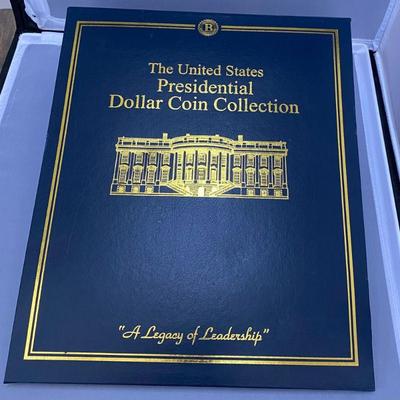 R
The United States
Presidential
Dollar Coin Collection
"A Legacy of Leadership"